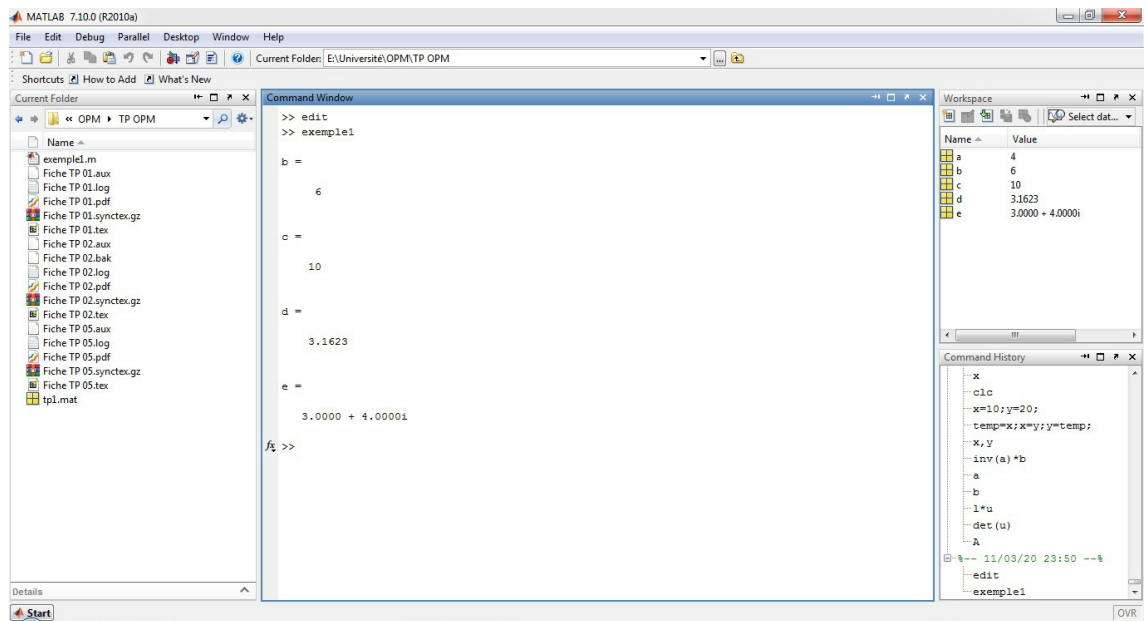 MATLAB 7.10.0 (R2010a)
File Edit Debug Parallel Desktop Window Help
Current Folder: E:\Université\OPM\TP OPM
Shortcuts How to Add What's New
Current Folder
« OPM ▸ TP OPM
Name
exemple1.m
Fiche TP 01.aux
Fiche TP 01.log
Fiche TP 01.pdf
Fiche TP 01.synctex.gz
Fiche TP 01.tex
Fiche TP 02.aux
Fiche TP 02.bak
Fiche TP 02.log
Fiche TP 02.pdf
Fiche TP 02.synctex.gz
Fiche TP 02.tex
Fiche TP 05.aux
Fiche TP 05.log
Fiche TP 05.pdf
Fiche TP 05.synctex.gz
Fiche TP 05.tex
tp1.mat
Details
Command Window
>> edit
>> exemple1
b =
6
c =
10
d =
3.1623
e =
3.0000 + 4.0000i
fx >>
Workspace
Select dat...
Name Value
a 4
b 6
c 10
d 3.1623
e 3.0000 + 4.0000i
Command History
x
clc
x=10;y=20;
temp=x;x=y;y=temp;
x,y
inv(a)*b
a
b
l*u
det(u)
A
%-- 11/03/20 23:50 --%
edit
exemple1
Start
OVR